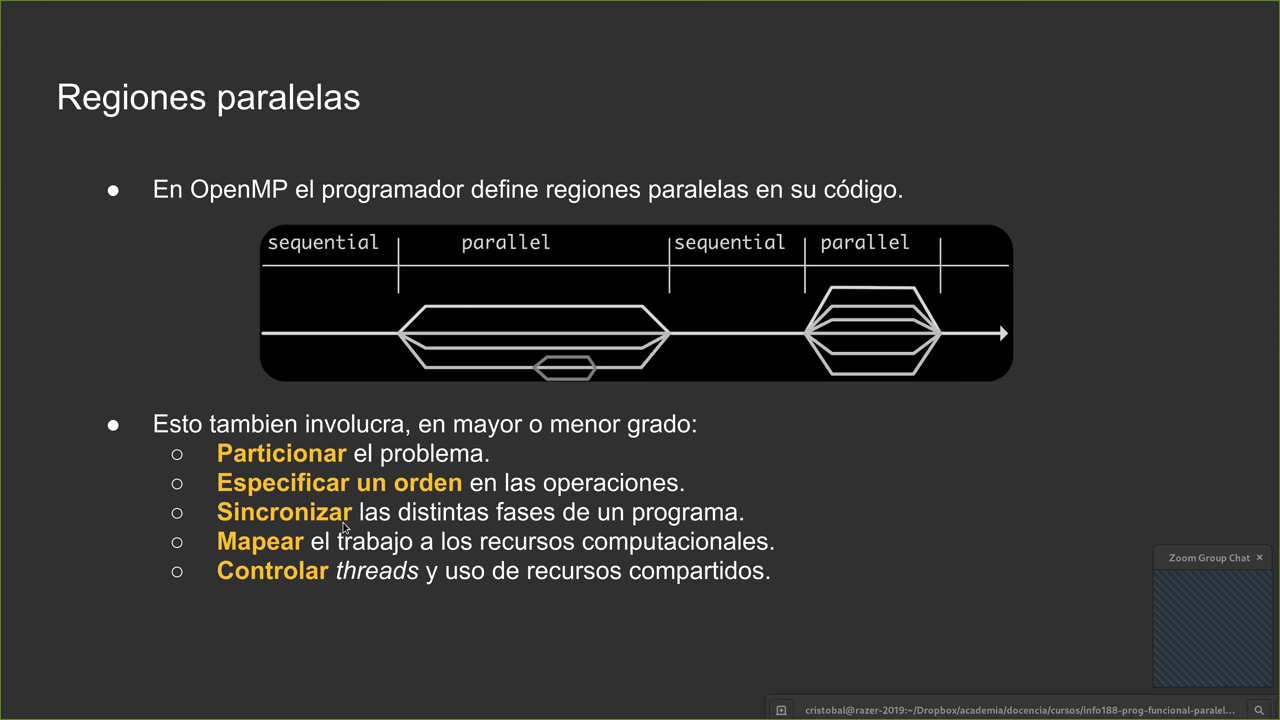 Regiones paralelas
● En OpenMP el programador define regiones paralelas en su código.
sequential parallel sequential parallel
● Esto tambien involucra, en mayor o menor grado:
○ Particionar el problema.
○ Especificar un orden en las operaciones.
○ Sincronizar las distintas fases de un programa.
○ Mapear el trabajo a los recursos computacionales.
○ Controlar threads y uso de recursos compartidos.
Zoom Group Chat ×
cristobal@razer-2019:~/Dropbox/academia/docencia/cursos/info188-prog-funcional-paralel...